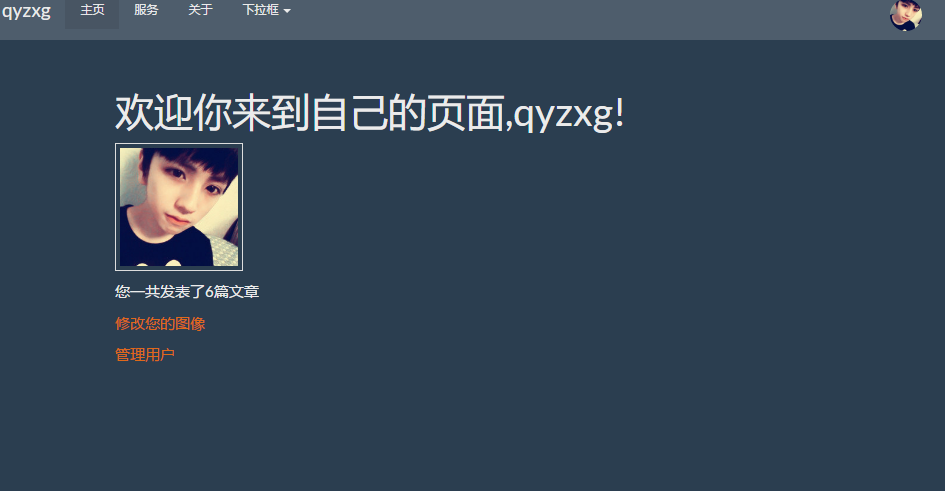 qyzxg 主页 服务 关于 下拉框
欢迎你来到自己的页面,qyzxg!
您一共发表了6篇文章
修改您的图像
管理用户